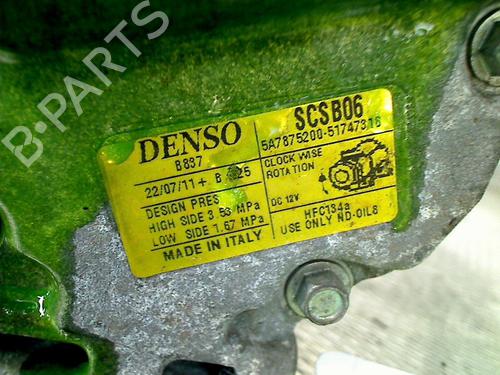 B-PARTS
DENSO
B837
22/07/11+ B
DESIGN PRES
HIGH SIDE 3.53 MPa
LOW SIDE 1.67 MPa
MADE IN ITALY
SCSB06
5A7875200-51747318
CLOCK WISE
ROTATION
DC 12V
HFC134a
USE ONLY ND-OIL8